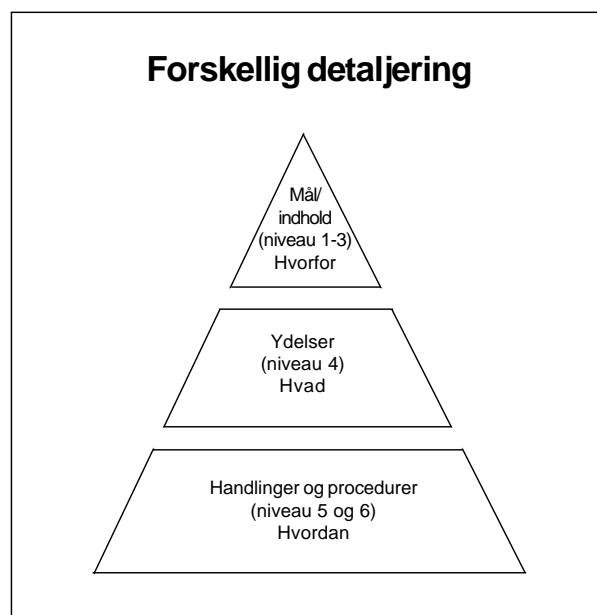 Forskellig detaljering
Mål/
indhold
(niveau 1-3)
Hvorfor
Ydelser
(niveau 4)
Hvad
Handlinger og procedurer
(niveau 5 og 6)
Hvordan